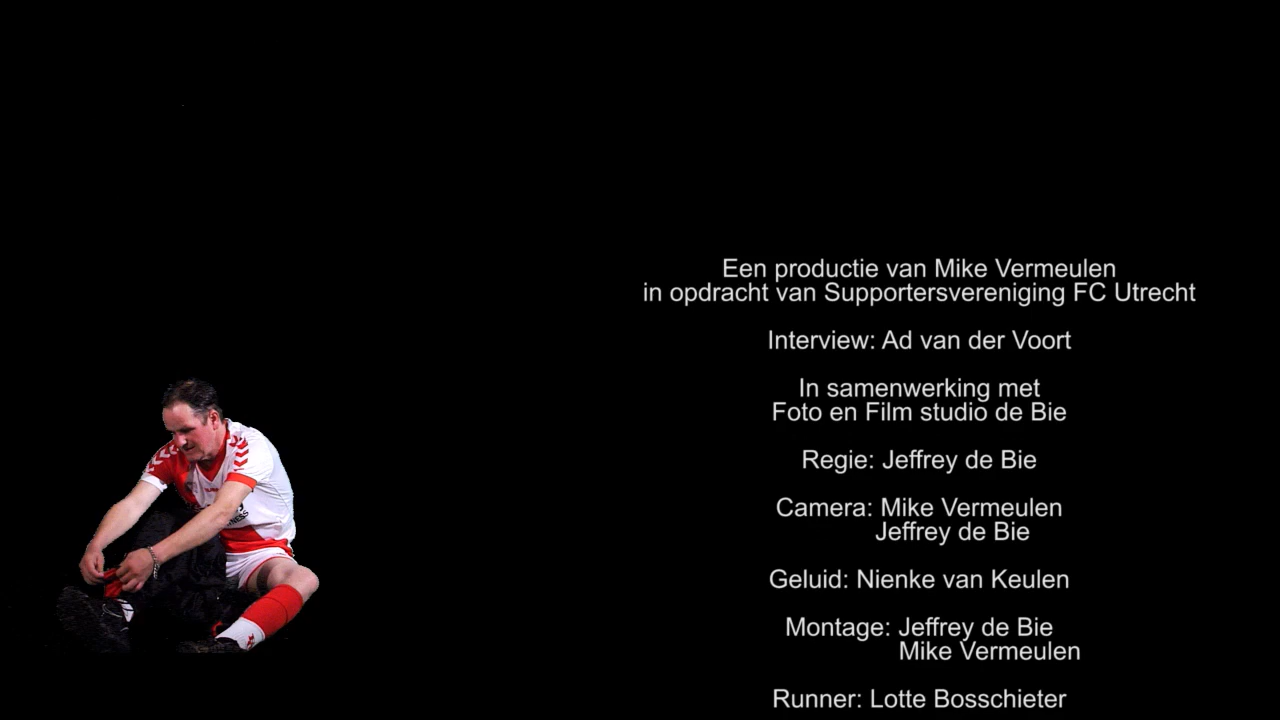 Een productie van Mike Vermeulen
in opdracht van Supportersvereniging FC Utrecht
Interview: Ad van der Voort
In samenwerking met
Foto en Film studio de Bie
Regie: Jeffrey de Bie
Camera: Mike Vermeulen
Jeffrey de Bie
Geluid: Nienke van Keulen
Montage: Jeffrey de Bie
Mike Vermeulen
Runner: Lotte Bosschieter